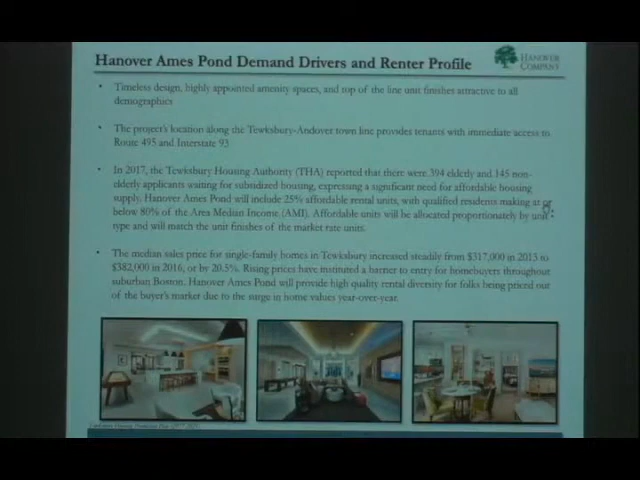 Hanover Ames Pond Demand Drivers and Renter Profile
HANOVER
COMPANY
• Timeless design, highly appointed amenity spaces, and top of the line unit finishes attractive to all
demographics
• The project's location along the Tewksbury-Andover town line provides tenants with immediate access to
Route 495 and Interstate 93
• In 2017, the Tewksbury Housing Authority (THA) reported that there were 394 elderly and 145 non-
elderly applicants waiting for subsidized housing, expressing a significant need for affordable housing
supply. Hanover Ames Pond will include 25% affordable rental units, with qualified residents making at or
below 80% of the Area Median Income (AMI). Affordable units will be allocated proportionately by unit
type and will match the unit finishes of the market rate units.
• The median sales price for single-family homes in Tewksbury increased steadily from $317,000 in 2015 to
$382,000 in 2016, or by 20.5%. Rising prices have instituted a barrier to entry for homebuyers throughout
suburban Boston. Hanover Ames Pond will provide high quality rental diversity for folks being priced out
of the buyer's market due to the surge in home values year-over-year.